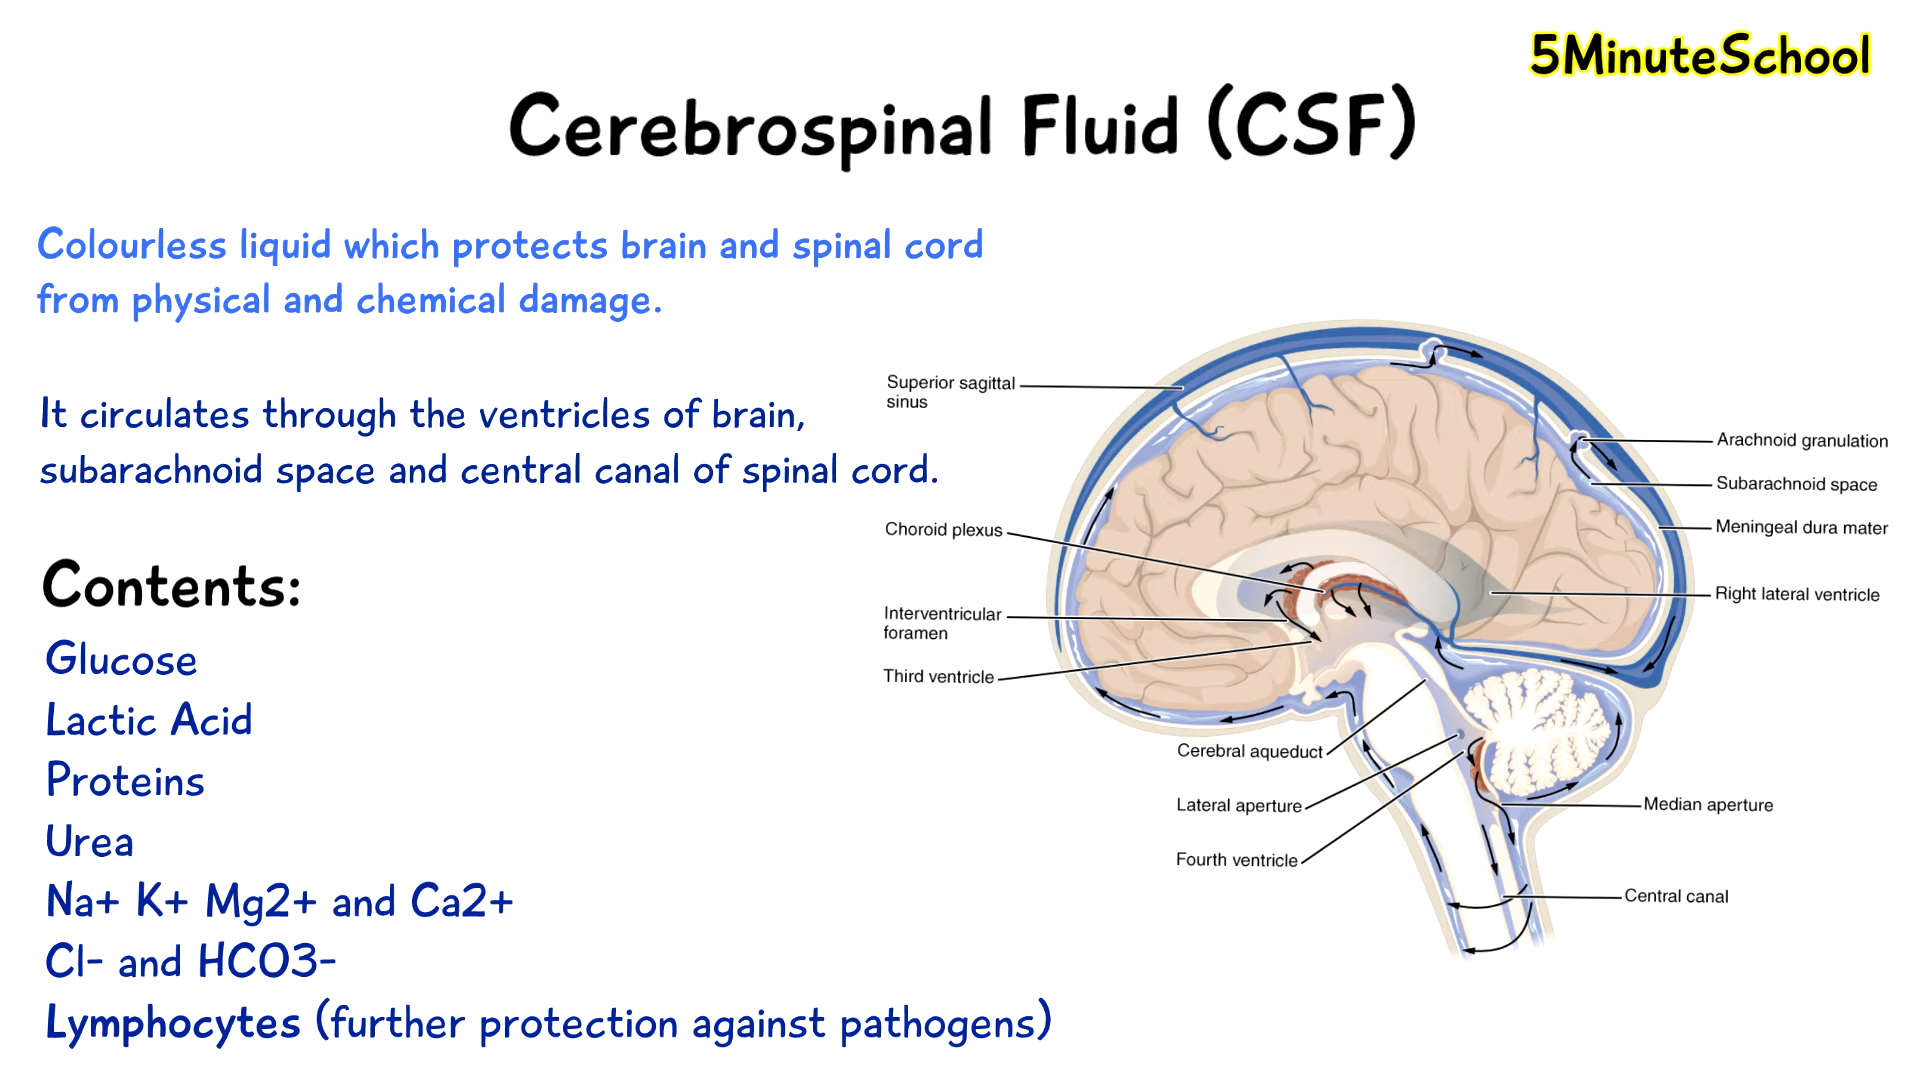 5MinuteSchool
Cerebrospinal Fluid (CSF)
Colourless liquid which protects brain and spinal cord
from physical and chemical damage.
It circulates through the ventricles of brain,
subarachnoid space and central canal of spinal cord.
Contents:
Glucose
Lactic Acid
Proteins
Urea
Na+ K+ Mg2+ and Ca2+
Cl- and HCO3-
Lymphocytes (further protection against pathogens)
Superior sagittal
sinus
Choroid plexus
Interventricular
foramen
Third ventricle
Cerebral aqueduct
Lateral aperture
Fourth ventricle
Arachnoid granulation
Subarachnoid space
Meningeal dura mater
Right lateral ventricle
Median aperture
Central canal